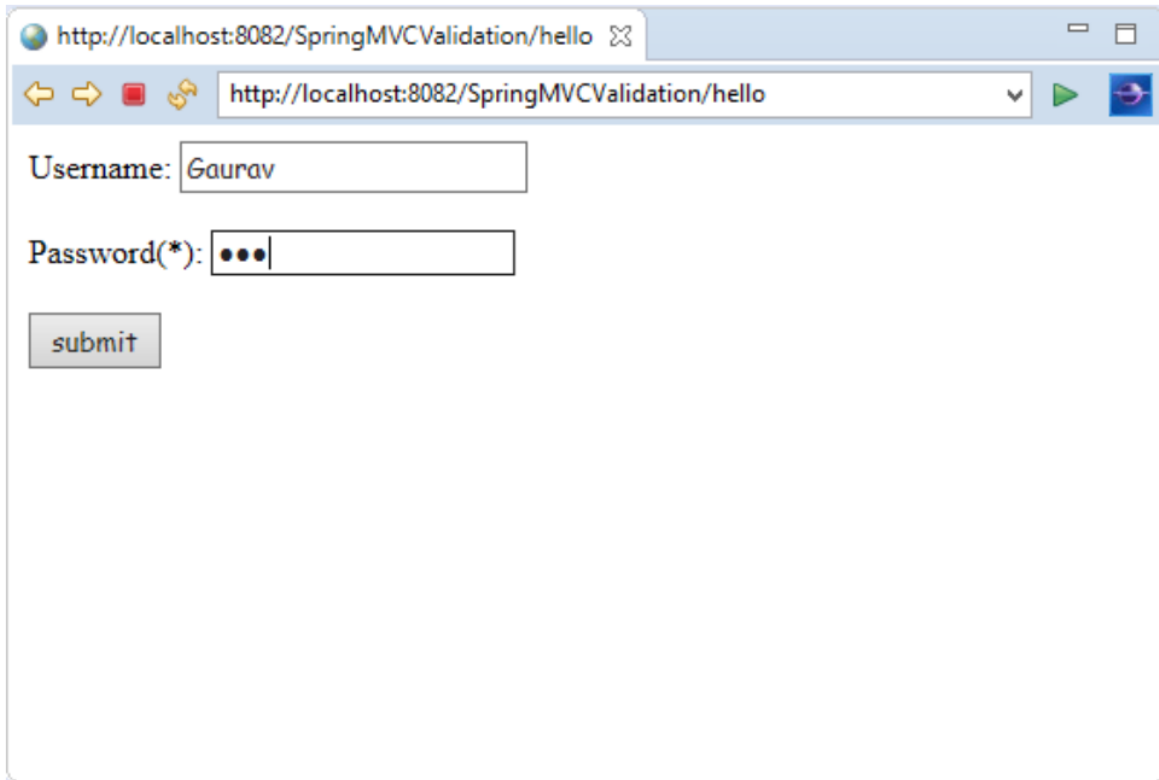 http://localhost:8082/SpringMVCValidation/hello
http://localhost:8082/SpringMVCValidation/hello
Username: Gaurav
Password(*): •••
submit